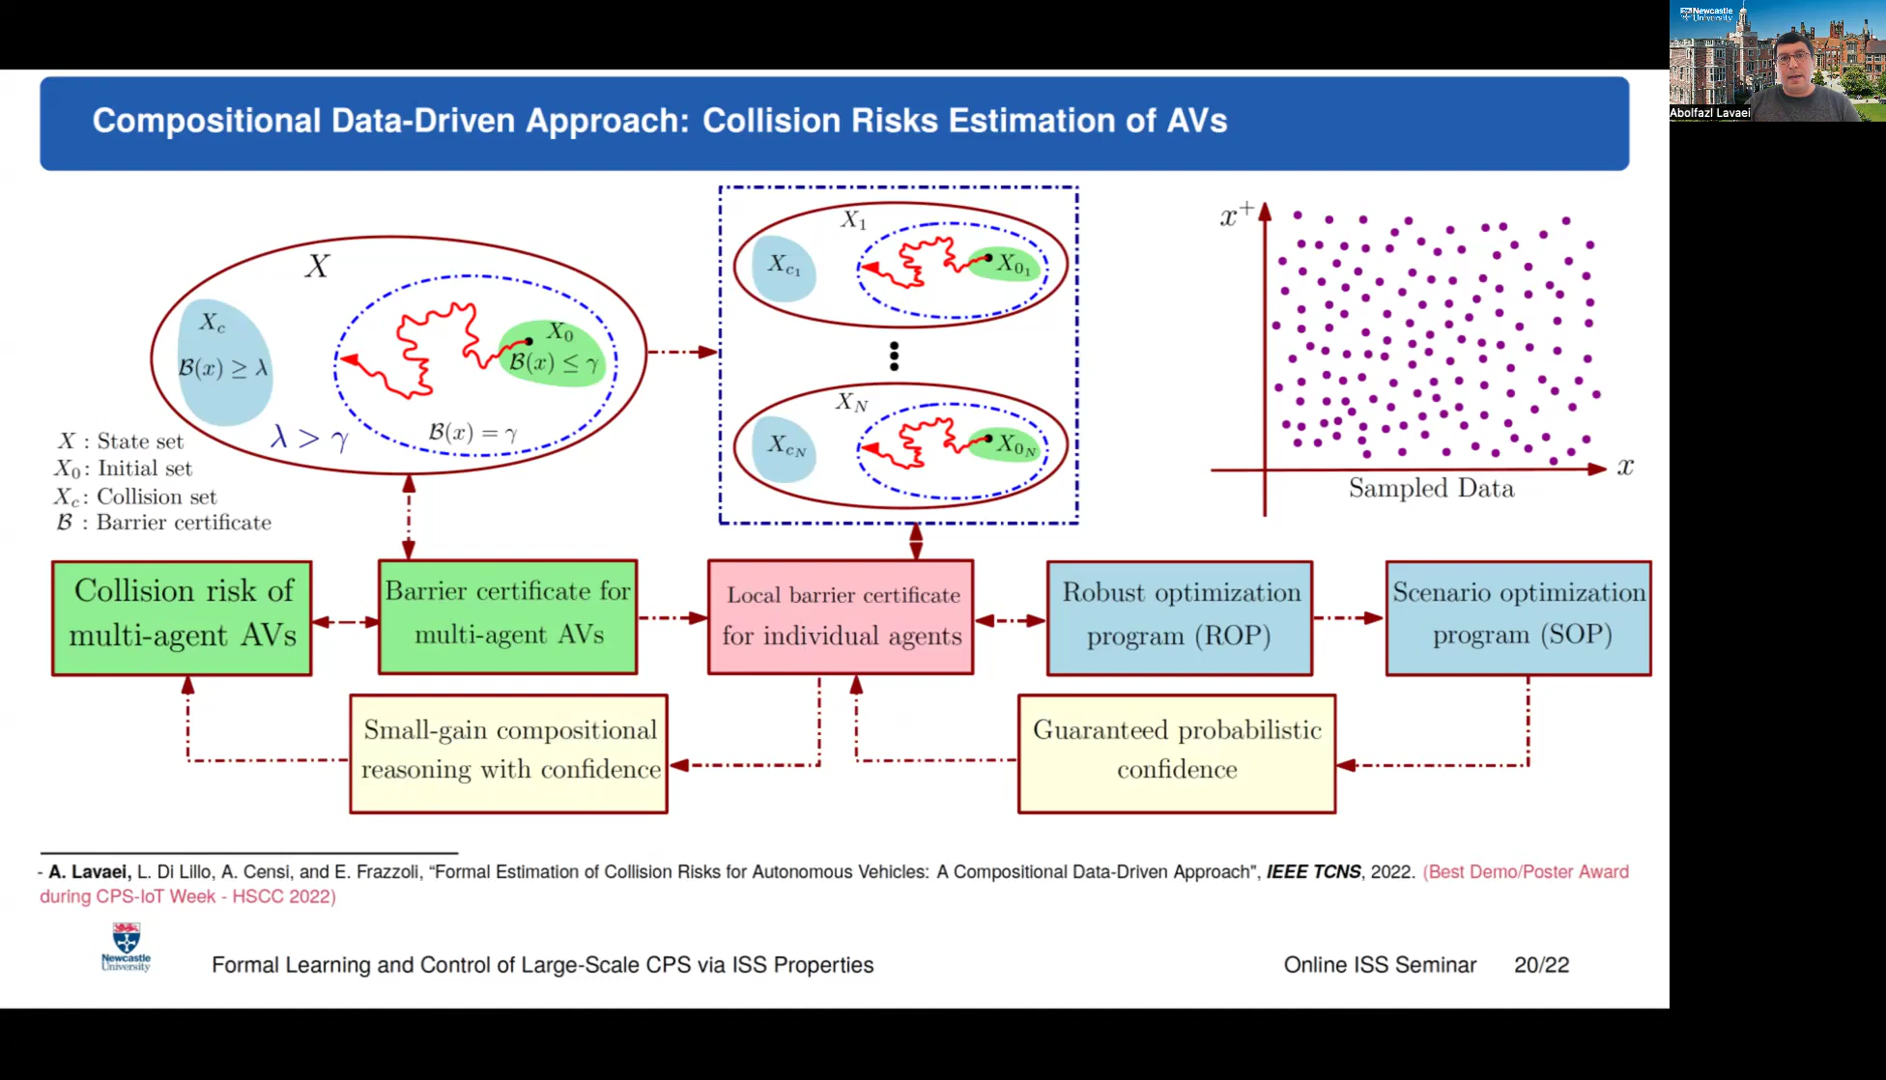 Compositional Data-Driven Approach: Collision Risks Estimation of AVs
Newcastle
University
Abolfazl Lavaei
X
X_c
B(x) ≥ λ
X_0
B(x) ≤ γ
B(x) = γ
λ > γ
X : State set
X_0: Initial set
X_c: Collision set
B : Barrier certificate
X_1
X_{c_1}
X_{0_1}
X_N
X_{c_N}
X_{0_N}
x^+
x
Sampled Data
Collision risk of
multi-agent AVs
Barrier certificate for
multi-agent AVs
Local barrier certificate
for individual agents
Robust optimization
program (ROP)
Scenario optimization
program (SOP)
Small-gain compositional
reasoning with confidence
Guaranteed probabilistic
confidence
- A. Lavaei, L. Di Lillo, A. Censi, and E. Frazzoli, “Formal Estimation of Collision Risks for Autonomous Vehicles: A Compositional Data-Driven Approach", IEEE TCNS, 2022. (Best Demo/Poster Award
during CPS-IoT Week - HSCC 2022)
Newcastle
University
Formal Learning and Control of Large-Scale CPS via ISS Properties
Online ISS Seminar 20/22